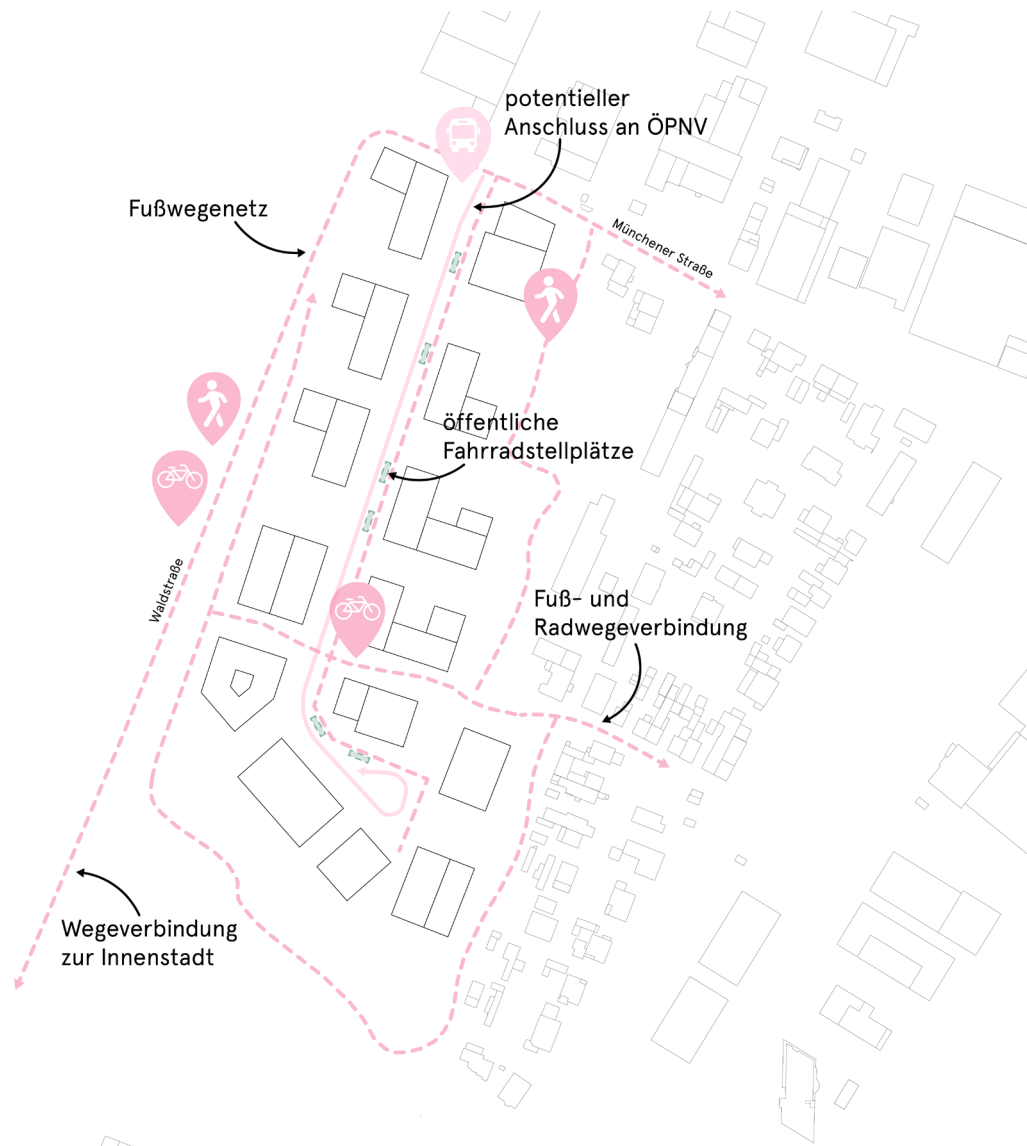 potentieller
Anschluss an ÖPNV
Fußwegenetz
Münchener Straße
öffentliche
Fahrradstellplätze
Waldstraße
Fuß- und
Radwegeverbindung
Wegeverbindung
zur Innenstadt